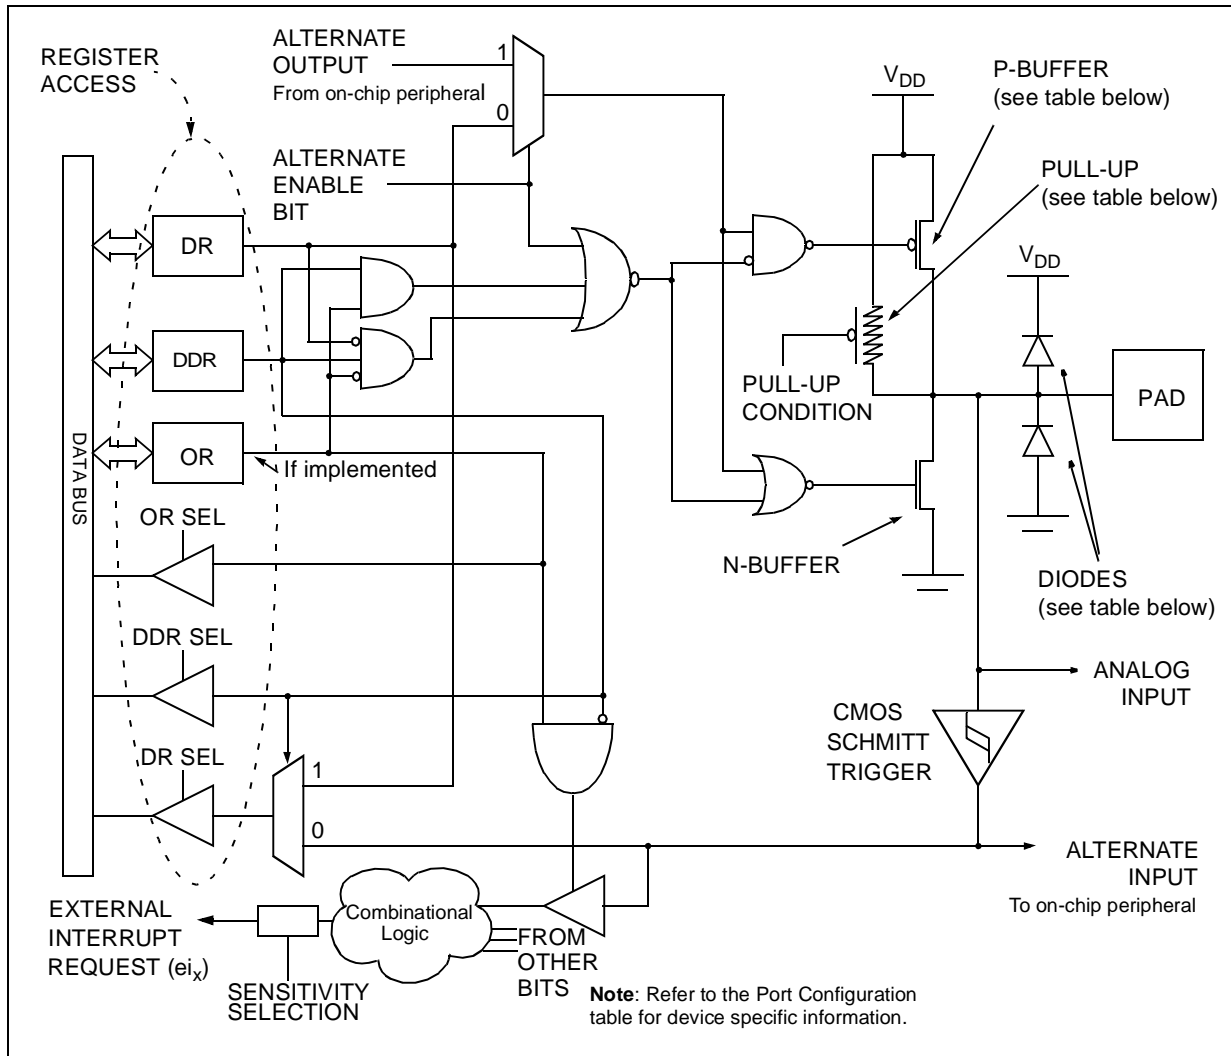 REGISTER
ACCESS
ALTERNATE
OUTPUT
From on-chip peripheral
1
0
ALTERNATE
ENABLE
BIT
VDD
P-BUFFER
(see table below)
PULL-UP
(see table below)
VDD
DR
DDR
OR
If implemented
PULL-UP
CONDITION
PAD
DATA BUS
OR SEL
DDR SEL
DR SEL
1
0
N-BUFFER
DIODES
(see table below)
ANALOG
INPUT
CMOS
SCHMITT
TRIGGER
ALTERNATE
INPUT
To on-chip peripheral
EXTERNAL
INTERRUPT
REQUEST (eix)
Combinational
Logic
SENSITIVITY
SELECTION
FROM
OTHER
BITS
Note: Refer to the Port Configuration
table for device specific information.